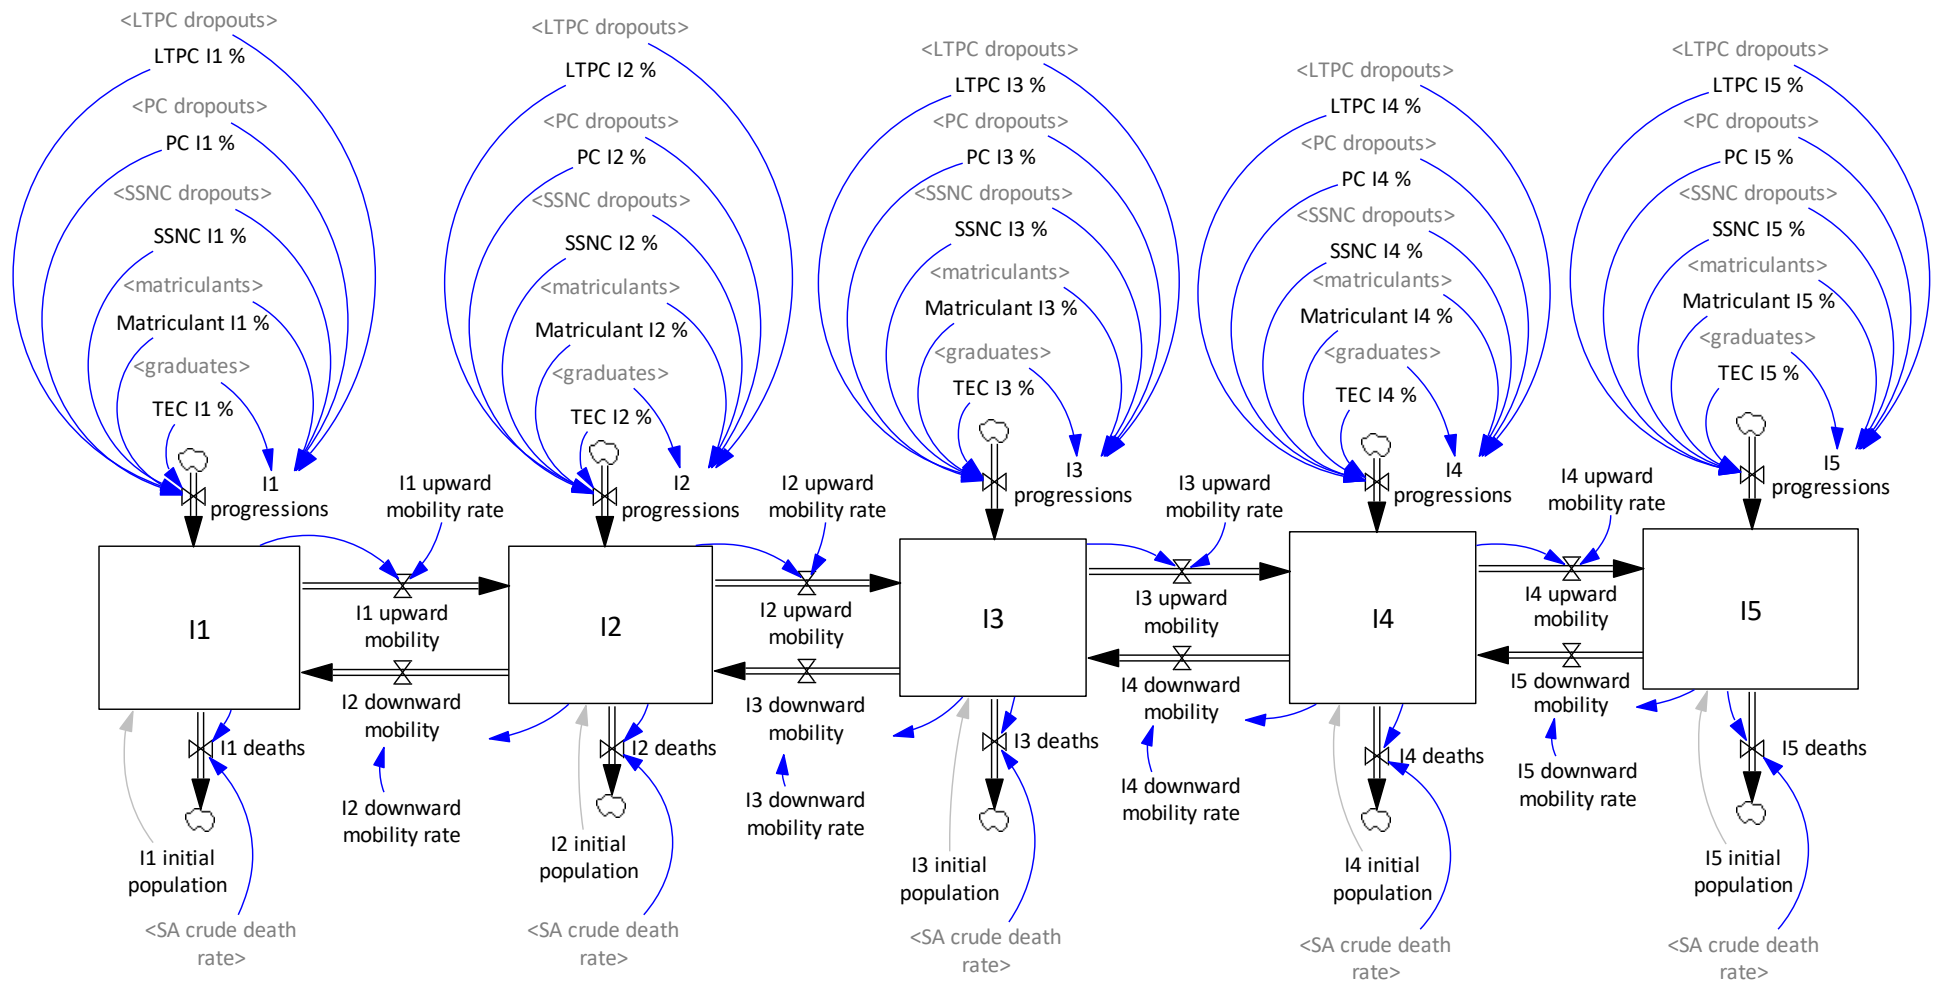 <LTPC dropouts>
LTPC I1 %
<PC dropouts>
PC I1 %
<SSNC dropouts>
SSNC I1 %
<matriculants>
Matriculant I1 %
<graduates>
TEC I1 %
I1
progressions
<LTPC dropouts>
LTPC I2 %
<PC dropouts>
PC I2 %
<SSNC dropouts>
SSNC I2 %
<matriculants>
Matriculant I2 %
<graduates>
TEC I2 %
I2
progressions
<LTPC dropouts>
LTPC I3 %
<PC dropouts>
PC I3 %
<SSNC dropouts>
SSNC I3 %
<matriculants>
Matriculant I3 %
<graduates>
TEC I3 %
I3
progressions
<LTPC dropouts>
LTPC I4 %
<PC dropouts>
PC I4 %
<SSNC dropouts>
SSNC I4 %
<matriculants>
Matriculant I4 %
<graduates>
TEC I4 %
I4
progressions
<LTPC dropouts>
LTPC I5 %
<PC dropouts>
PC I5 %
<SSNC dropouts>
SSNC I5 %
<matriculants>
Matriculant I5 %
<graduates>
TEC I5 %
I5
progressions
I1 upward
mobility rate
I2 upward
mobility rate
I3 upward
mobility rate
I4 upward
mobility rate
I1
I1 upward
mobility
I2
I2 upward
mobility
I3
I3 upward
mobility
I4
I4 upward
mobility
I5
I2 downward
mobility
I3 downward
mobility
I4 downward
mobility
I5 downward
mobility
I1 deaths
I2 deaths
I3 deaths
I4 deaths
I5 deaths
I2 downward
mobility rate
I3 downward
mobility rate
I4 downward
mobility rate
I5 downward
mobility rate
I1 initial
population
I2 initial
population
I3 initial
population
I4 initial
population
I5 initial
population
<SA crude death
rate>
<SA crude death
rate>
<SA crude death
rate>
<SA crude death
rate>
<SA crude death
rate>